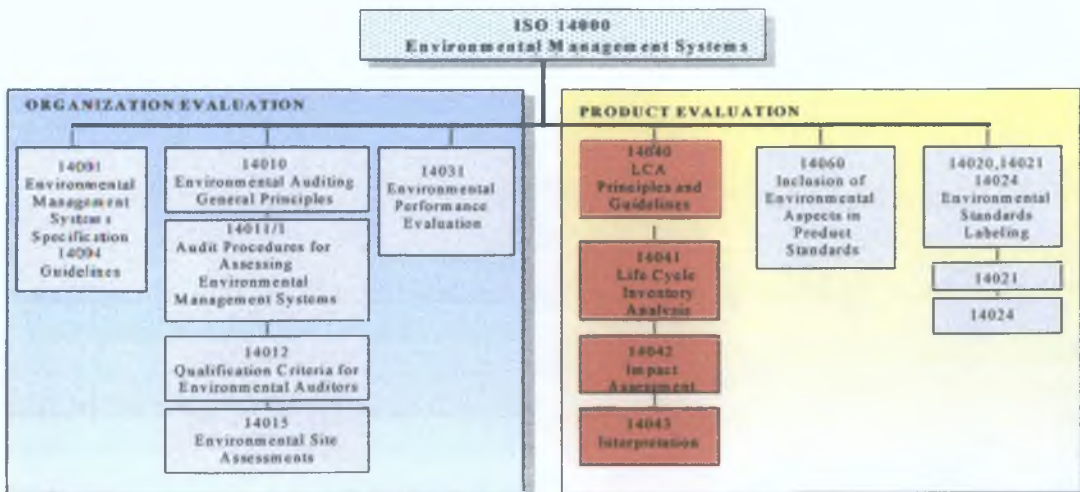 ISO 14000
Environmental Management Systems
ORGANIZATION EVALUATION
14001
Environmental
Management
Systems
Specification
14004
Guidelines
14010
Environmental Auditing
General Principles
14011/1
Audit Procedures for
Assessing
Environmental
Management Systems
14012
Qualification Criteria for
Environmental Auditors
14015
Environmental Site
Assessments
14031
Environmental
Performance
Evaluation
PRODUCT EVALUATION
14040
LCA
Principles and
Guidelines
14041
Life Cycle
Inventory
Analysis
14042
Impact
Assessment
14043
Interpretation
14060
Inclusion of
Environmental
Aspects in
Product
Standards
14020,14021
14024
Environmental
Standards
Labeling
14021
14024